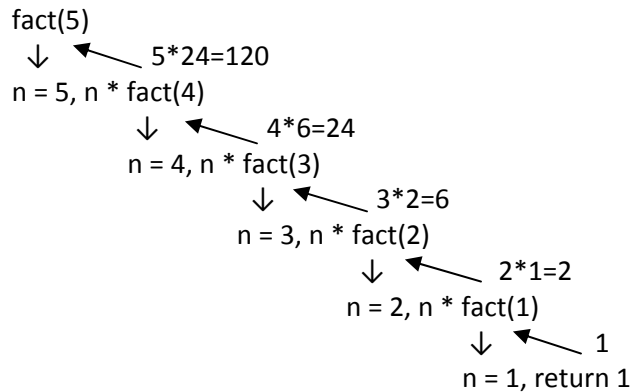 fact(5)
5*24=120
n = 5, n * fact(4)
4*6=24
n = 4, n * fact(3)
3*2=6
n = 3, n * fact(2)
2*1=2
n = 2, n * fact(1)
1
n = 1, return 1